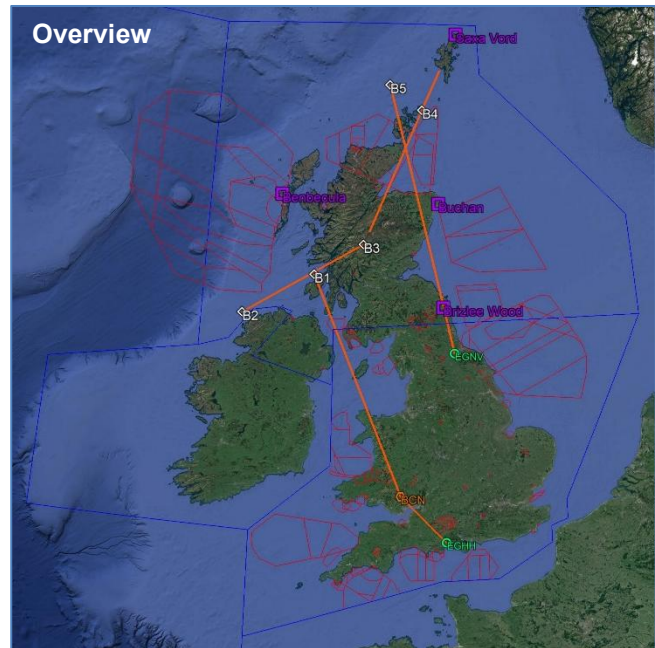 Overview
Saxa Vord
B5
B4
Benbecula
Buchan
B3
B1
B2
Brizlee Wood
EGNV
BCN
EGHH